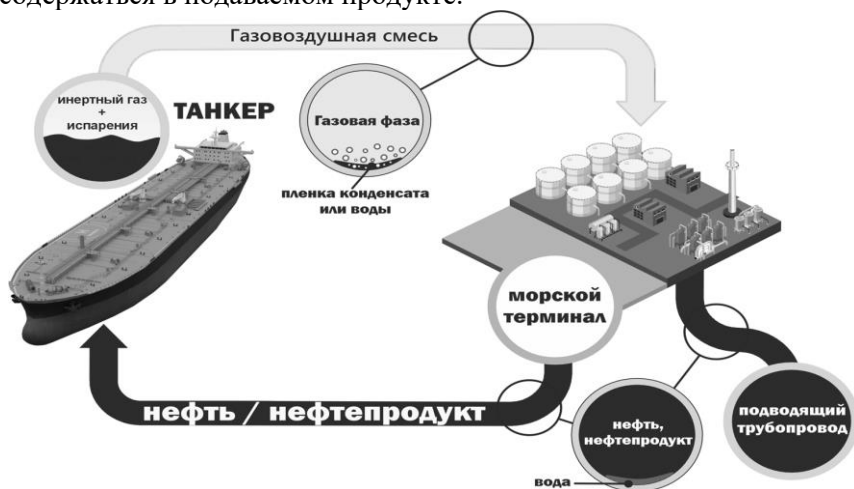 содержаться в подаваемом продукте.
Газовоздушная смесь
инертный газ
+
испарения
ТАНКЕР
Газовая фаза
пленка конденсата
или воды
морской
терминал
нефть / нефтепродукт
нефть,
нефтепродукт
вода
подводящий
трубопровод